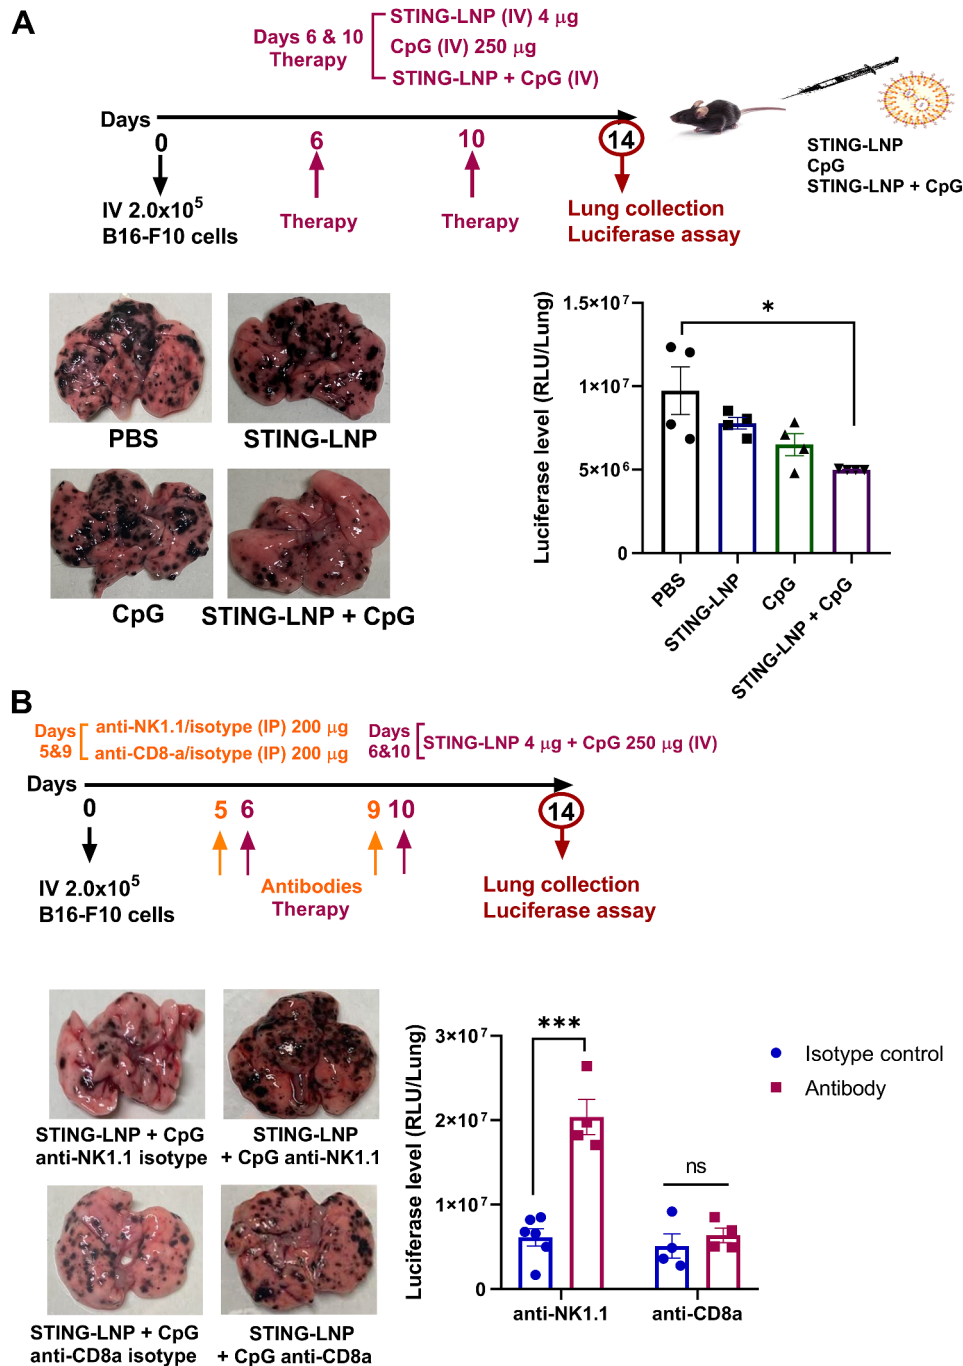 A
Days 6 & 10
Therapy
STING-LNP (IV) 4 μg
CpG (IV) 250 μg
STING-LNP + CpG (IV)
Days
0
6
10
14
IV 2.0x10⁵
B16-F10 cells
Therapy
Therapy
Lung collection
Luciferase assay
STING-LNP
CpG
STING-LNP + CpG
PBS
STING-LNP
CpG
STING-LNP + CpG
Luciferase level (RLU/Lung)
1.5×10⁷
1×10⁷
5×10⁶
0
*
PBS
STING-LNP
CpG
STING-LNP + CpG
B
Days
5&9
anti-NK1.1/isotype (IP) 200 μg
anti-CD8-a/isotype (IP) 200 μg
Days
6&10
STING-LNP 4 μg + CpG 250 μg (IV)
Days
0
5
6
9
10
14
IV 2.0x10⁵
B16-F10 cells
Antibodies
Therapy
Lung collection
Luciferase assay
STING-LNP + CpG
anti-NK1.1 isotype
STING-LNP
+ CpG anti-NK1.1
STING-LNP + CpG
anti-CD8a isotype
STING-LNP
+ CpG anti-CD8a
Luciferase level (RLU/Lung)
3×10⁷
2×10⁷
1×10⁷
0
***
ns
anti-NK1.1
anti-CD8a
Isotype control
Antibody